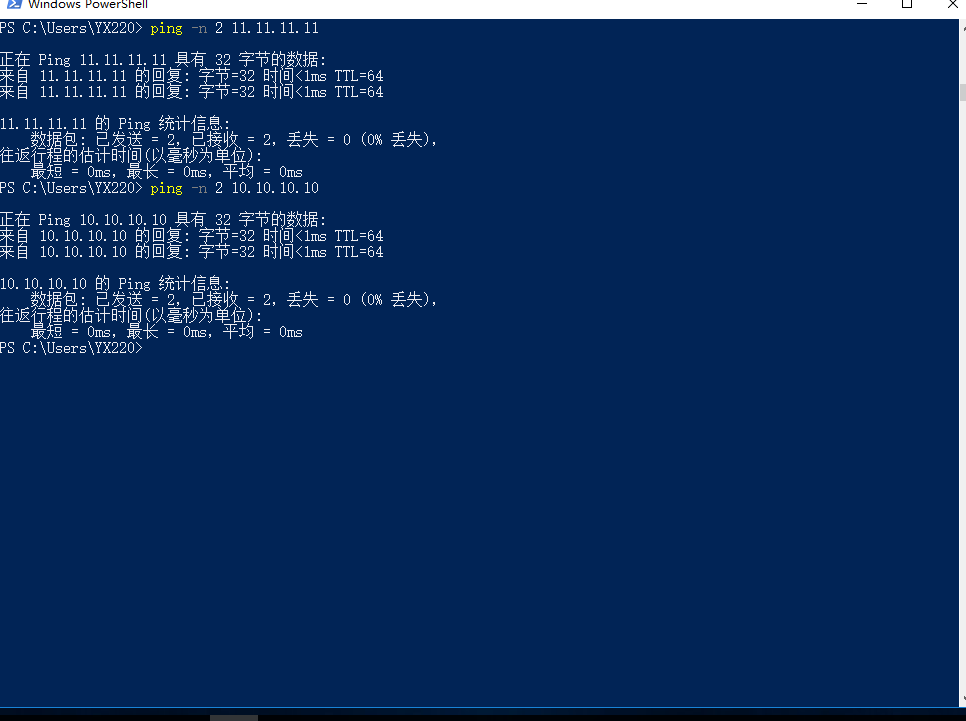 Windows PowerShell
PS C:\Users\YX220> ping -n 2 11.11.11.11
正在 Ping 11.11.11.11 具有 32 字节的数据:
来自 11.11.11.11 的回复: 字节=32 时间<1ms TTL=64
来自 11.11.11.11 的回复: 字节=32 时间<1ms TTL=64
11.11.11.11 的 Ping 统计信息:
数据包: 已发送 = 2，已接收 = 2，丢失 = 0 (0% 丢失)，
往返行程的估计时间(以毫秒为单位):
最短 = 0ms，最长 = 0ms，平均 = 0ms
PS C:\Users\YX220> ping -n 2 10.10.10.10
正在 Ping 10.10.10.10 具有 32 字节的数据:
来自 10.10.10.10 的回复: 字节=32 时间<1ms TTL=64
来自 10.10.10.10 的回复: 字节=32 时间<1ms TTL=64
10.10.10.10 的 Ping 统计信息:
数据包: 已发送 = 2，已接收 = 2，丢失 = 0 (0% 丢失)，
往返行程的估计时间(以毫秒为单位):
最短 = 0ms，最长 = 0ms，平均 = 0ms
PS C:\Users\YX220>